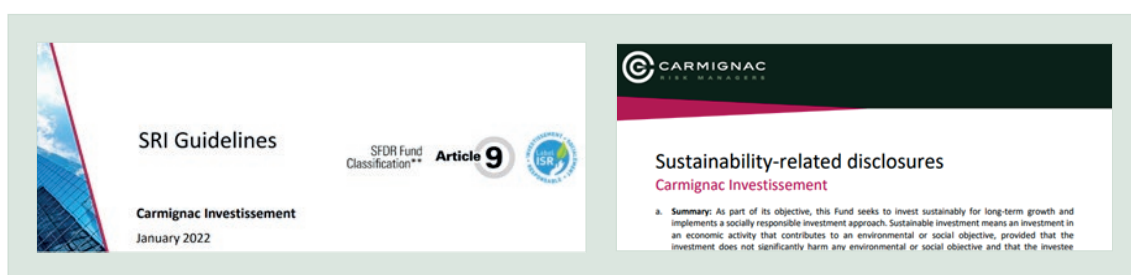 SRI Guidelines
SFDR Fund
Classification**
Article 9
INVESTISSEMENT
Label
ISR
RESPONSABLE
Carmignac Investissement
January 2022
CARMIGNAC
RISK MANAGERS
Sustainability-related disclosures
Carmignac Investissement
a. Summary: As part of its objective, this Fund seeks to invest sustainably for long-term growth and
implements a socially responsible investment approach. Sustainable investment means an investment in
an economic activity that contributes to an environmental or social objective, provided that the
investment does not significantly harm any environmental or social objective and that the investee